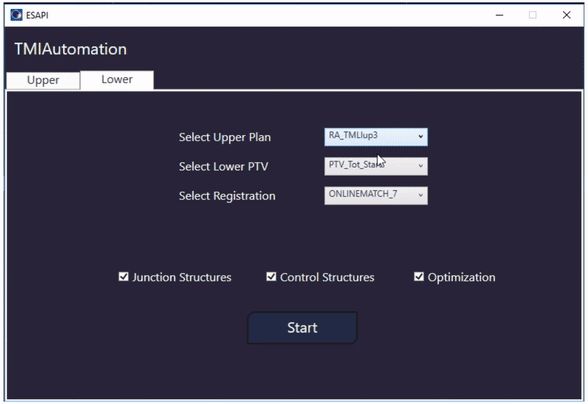 ESAPI
TMIAutomation
Upper Lower
Select Upper Plan RA_TMLIup3
Select Lower PTV
Select Registration ONLINEMATCH_7
Junction Structures Control Structures Optimization
Start